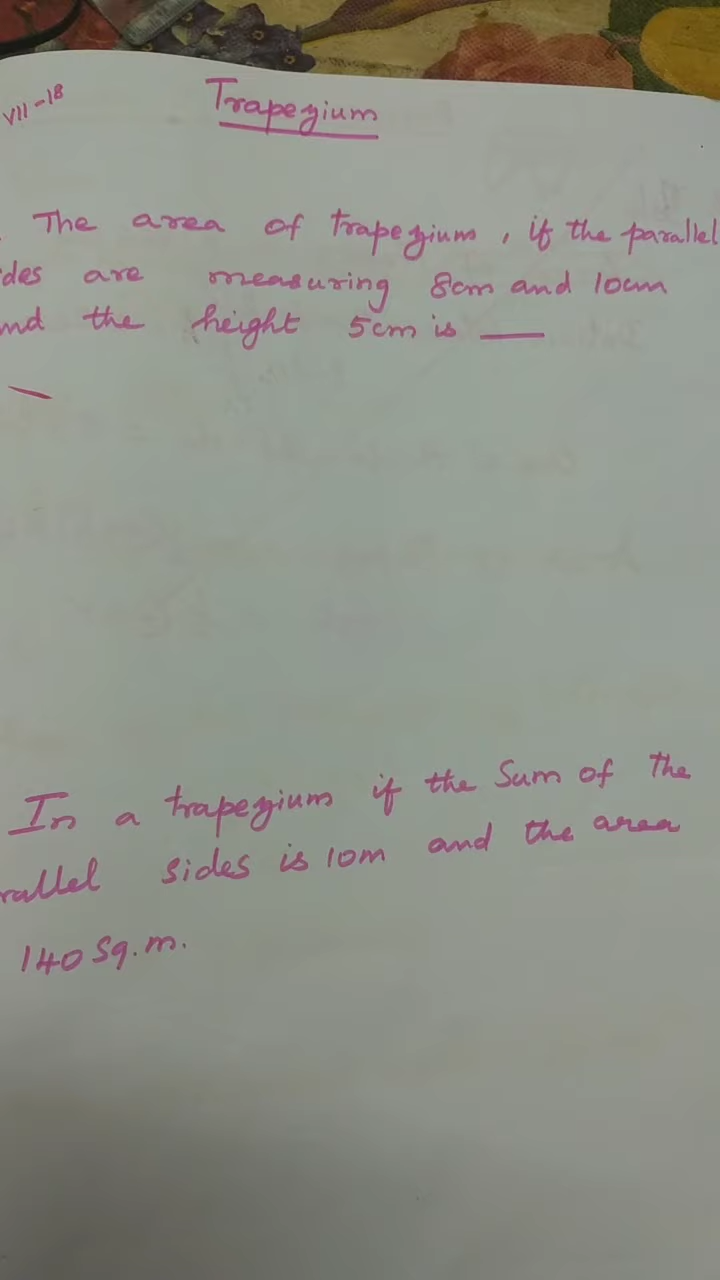 VII-18
Trapezium
The area of trapezium, if the parallel
des are measuring 8cm and 10cm
nd the height 5cm is ___
In a trapezium if the Sum of the
rallel sides is 10m and the area
140 Sq.m.